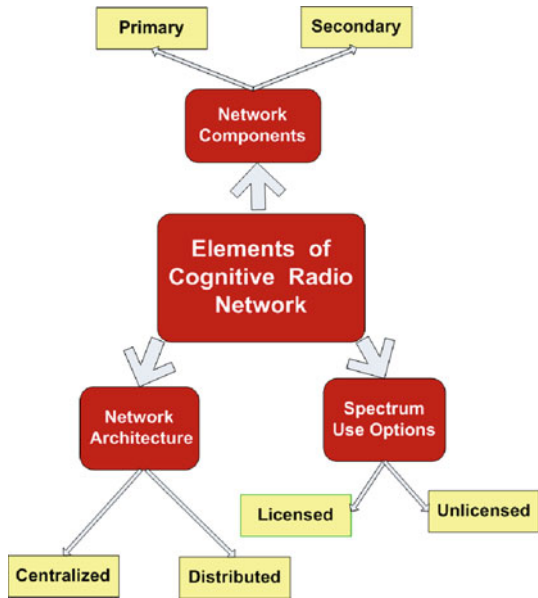 Primary
Secondary
Network
Components
Elements of
Cognitive Radio
Network
Network
Architecture
Spectrum
Use Options
Licensed
Unlicensed
Centralized
Distributed